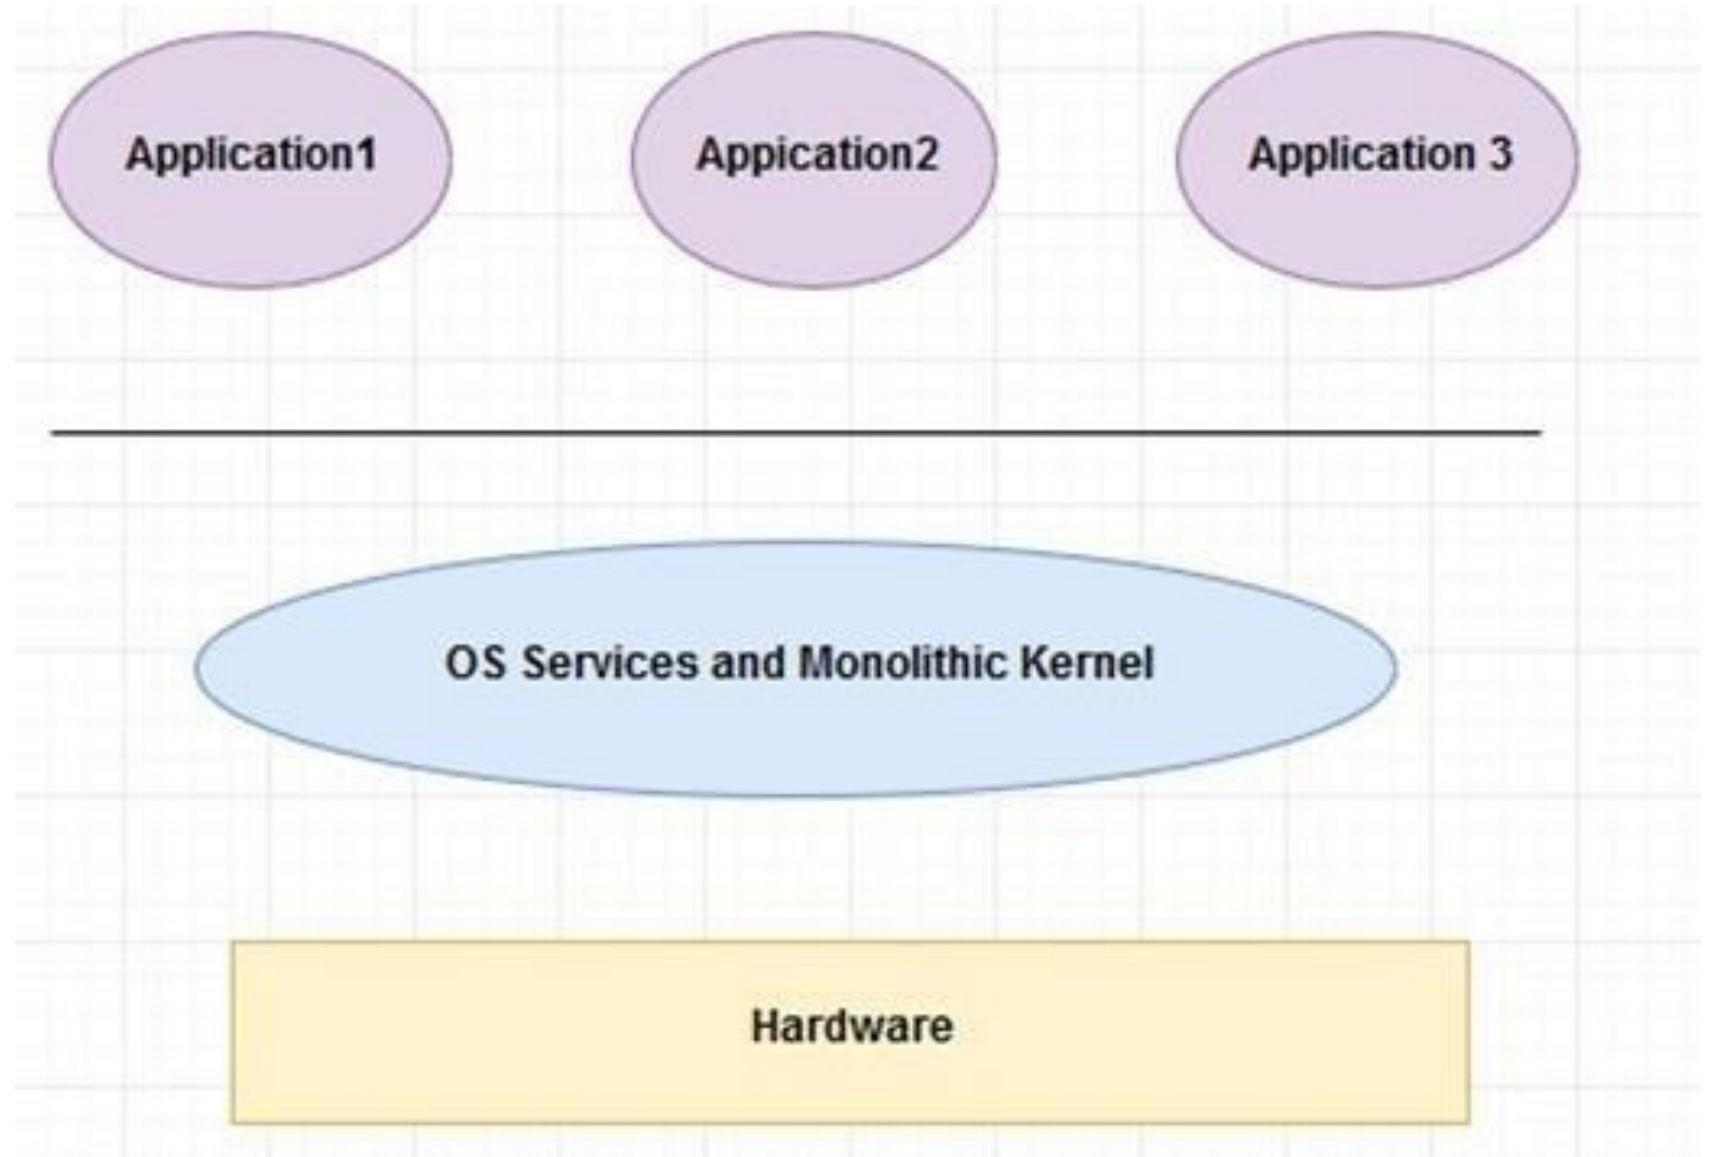 Application1
Appication2
Application 3
OS Services and Monolithic Kernel
Hardware